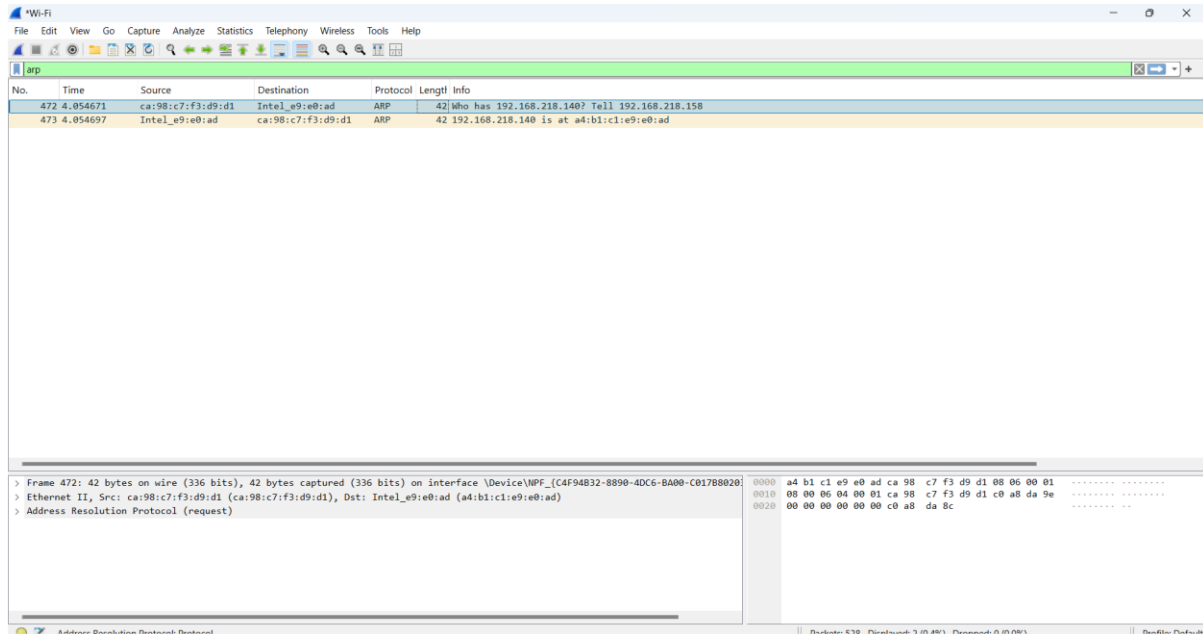 *Wi-Fi
File Edit View Go Capture Analyze Statistics Telephony Wireless Tools Help
arp
No. Time Source Destination Protocol Lengtl Info
472 4.054671 ca:98:c7:f3:d9:d1 Intel_e9:e0:ad ARP 42 Who has 192.168.218.140? Tell 192.168.218.158
473 4.054697 Intel_e9:e0:ad ca:98:c7:f3:d9:d1 ARP 42 192.168.218.140 is at a4:b1:c1:e9:e0:ad
> Frame 472: 42 bytes on wire (336 bits), 42 bytes captured (336 bits) on interface \Device\NPF_{C4F94B32-8890-4DC6-BA00-C017B8020
> Ethernet II, Src: ca:98:c7:f3:d9:d1 (ca:98:c7:f3:d9:d1), Dst: Intel_e9:e0:ad (a4:b1:c1:e9:e0:ad)
> Address Resolution Protocol (request)
0000 a4 b1 c1 e9 e0 ad ca 98 c7 f3 d9 d1 08 06 00 01 ········ ········
0010 08 00 06 04 00 01 ca 98 c7 f3 d9 d1 c0 a8 da 9e ········ ········
0020 00 00 00 00 00 00 c0 a8 da 8c ········ ··
Address Resolution Protocol: Protocol
Packets: 528 Displayed: 2 (0.4%) Dropped: 0 (0.0%)
Profile: Default